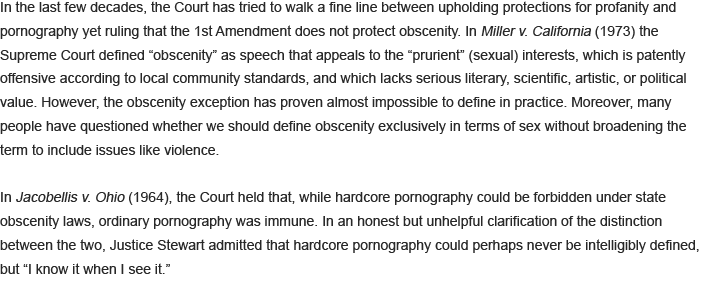 In the last few decades, the Court has tried to walk a fine line between upholding protections for profanity and
pornography yet ruling that the 1st Amendment does not protect obscenity. In Miller v. California (1973) the
Supreme Court defined “obscenity” as speech that appeals to the “prurient” (sexual) interests, which is patently
offensive according to local community standards, and which lacks serious literary, scientific, artistic, or political
value. However, the obscenity exception has proven almost impossible to define in practice. Moreover, many
people have questioned whether we should define obscenity exclusively in terms of sex without broadening the
term to include issues like violence.
In Jacobellis v. Ohio (1964), the Court held that, while hardcore pornography could be forbidden under state
obscenity laws, ordinary pornography was immune. In an honest but unhelpful clarification of the distinction
between the two, Justice Stewart admitted that hardcore pornography could perhaps never be intelligibly defined,
but “I know it when I see it.”